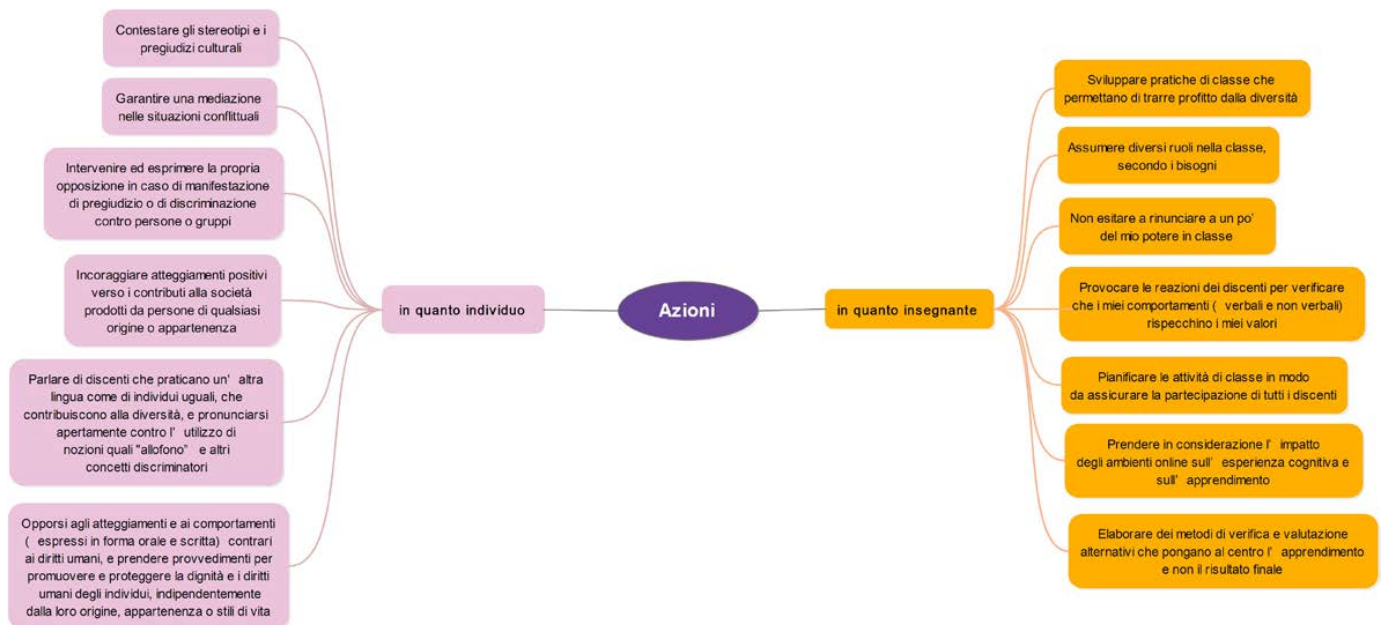 Contestare gli stereotipi e i
pregiudizi culturali
Garantire una mediazione
nelle situazioni conflittuali
Intervenire ed esprimere la propria
opposizione in caso di manifestazione
di pregiudizio o di discriminazione
contro persone o gruppi
Incoraggiare atteggiamenti positivi
verso i contributi alla società
prodotti da persone di qualsiasi
origine o appartenenza
Parlare di discenti che praticano un' altra
lingua come di individui uguali, che
contribuiscono alla diversità, e pronunciarsi
apertamente contro l' utilizzo di
nozioni quali "allofono" e altri
concetti discriminatori
Opporsi agli atteggiamenti e ai comportamenti
( espressi in forma orale e scritta) contrari
ai diritti umani, e prendere provvedimenti per
promuovere e proteggere la dignità e i diritti
umani degli individui, indipendentemente
dalla loro origine, appartenenza o stili di vita
in quanto individuo
Azioni
in quanto insegnante
Sviluppare pratiche di classe che
permettano di trarre profitto dalla diversità
Assumere diversi ruoli nella classe,
secondo i bisogni
Non esitare a rinunciare a un po'
del mio potere in classe
Provocare le reazioni dei discenti per verificare
che i miei comportamenti ( verbali e non verbali)
rispecchino i miei valori
Pianificare le attività di classe in modo
da assicurare la partecipazione di tutti i discenti
Prendere in considerazione l' impatto
degli ambienti online sull' esperienza cognitiva e
sull' apprendimento
Elaborare dei metodi di verifica e valutazione
alternativi che pongano al centro l' apprendimento
e non il risultato finale